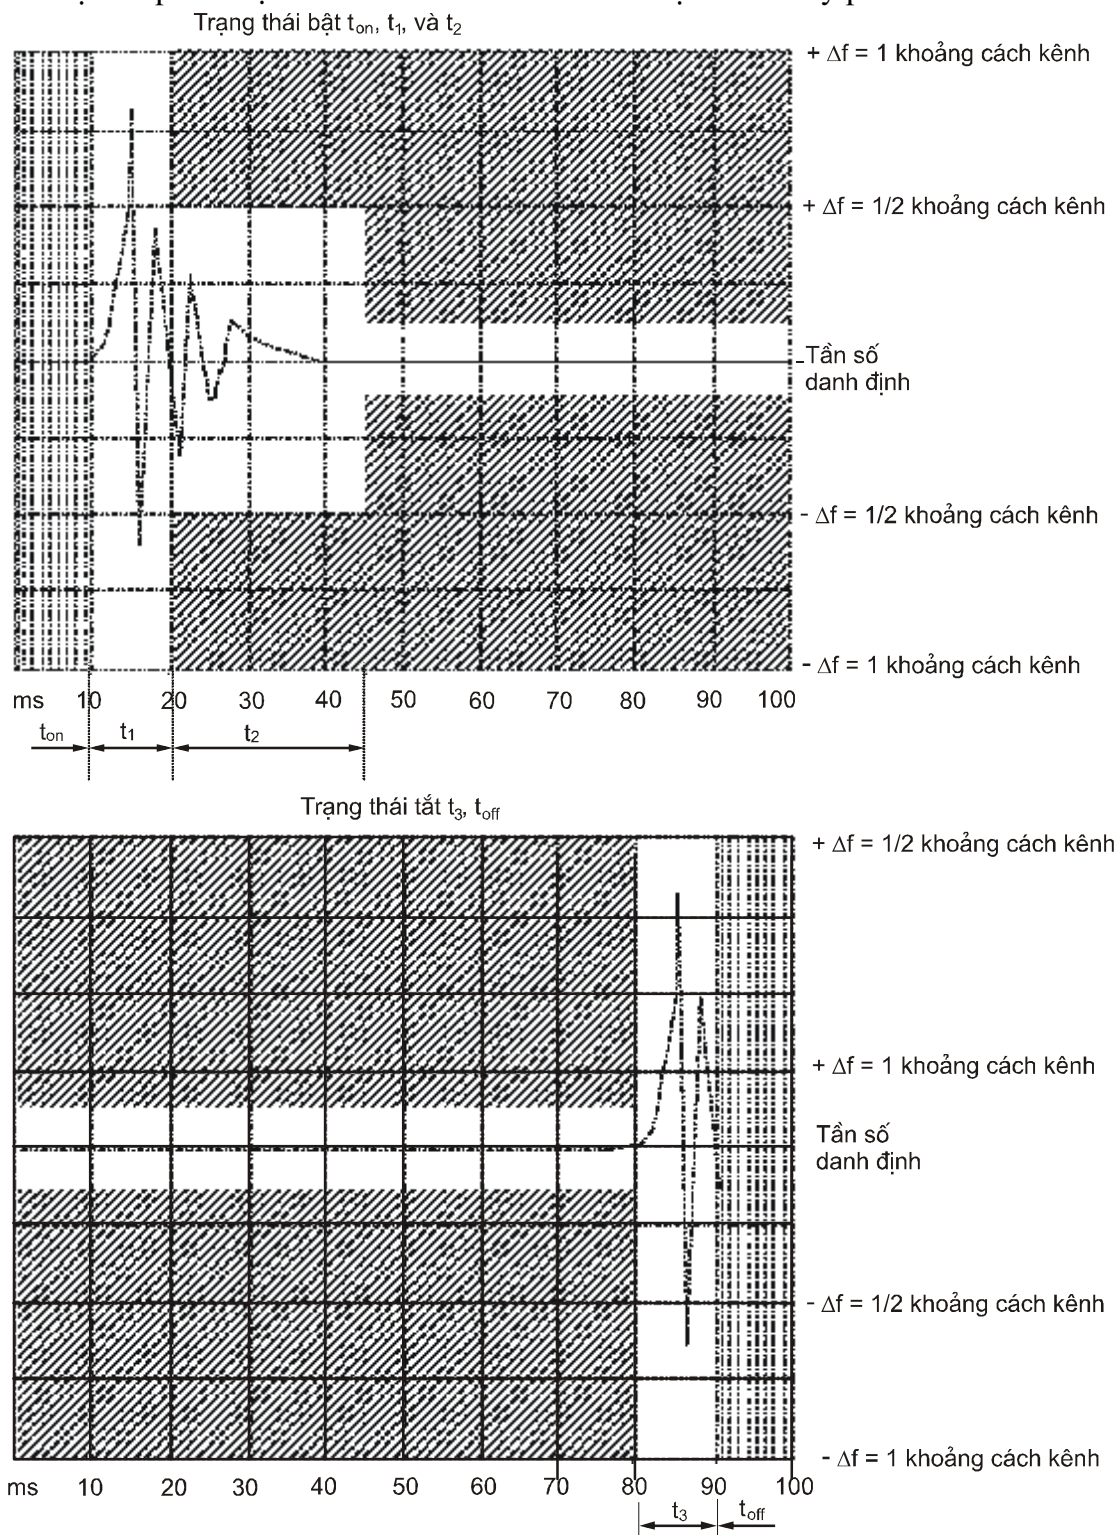 Trạng thái bật ton, t1, và t2
+ Δf = 1 khoảng cách kênh
+ Δf = 1/2 khoảng cách kênh
Tần số
danh định
- Δf = 1/2 khoảng cách kênh
- Δf = 1 khoảng cách kênh
ms 10 20 30 40 50 60 70 80 90 100
ton t1 t2
Trạng thái tắt t3, toff
+ Δf = 1/2 khoảng cách kênh
+ Δf = 1 khoảng cách kênh
Tần số
danh định
- Δf = 1/2 khoảng cách kênh
- Δf = 1 khoảng cách kênh
ms 10 20 30 40 50 60 70 80 90 100
t3 toff